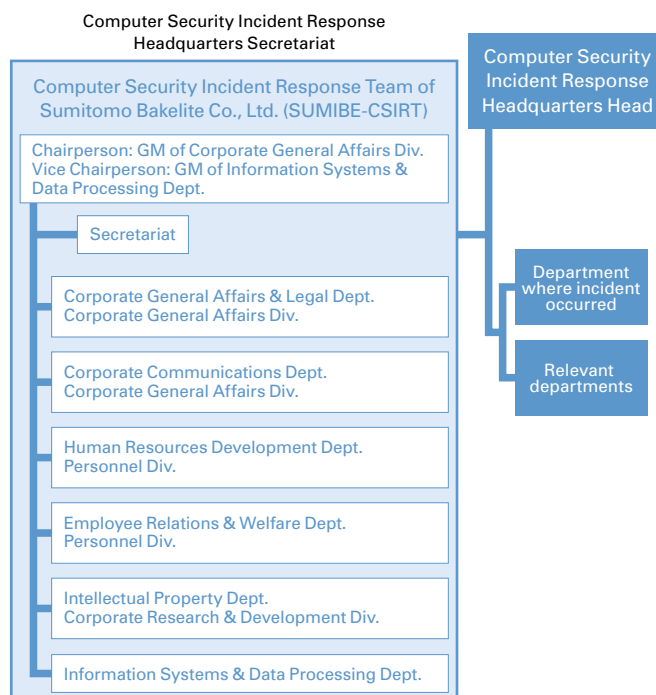 Computer Security Incident Response
Headquarters Secretariat
Computer Security Incident Response Team of
Sumitomo Bakelite Co., Ltd. (SUMIBE-CSIRT)
Chairperson: GM of Corporate General Affairs Div.
Vice Chairperson: GM of Information Systems &
Data Processing Dept.
Secretariat
Corporate General Affairs & Legal Dept.
Corporate General Affairs Div.
Corporate Communications Dept.
Corporate General Affairs Div.
Human Resources Development Dept.
Personnel Div.
Employee Relations & Welfare Dept.
Personnel Div.
Intellectual Property Dept.
Corporate Research & Development Div.
Information Systems & Data Processing Dept.
Computer Security
Incident Response
Headquarters Head
Department
where incident
occurred
Relevant
departments